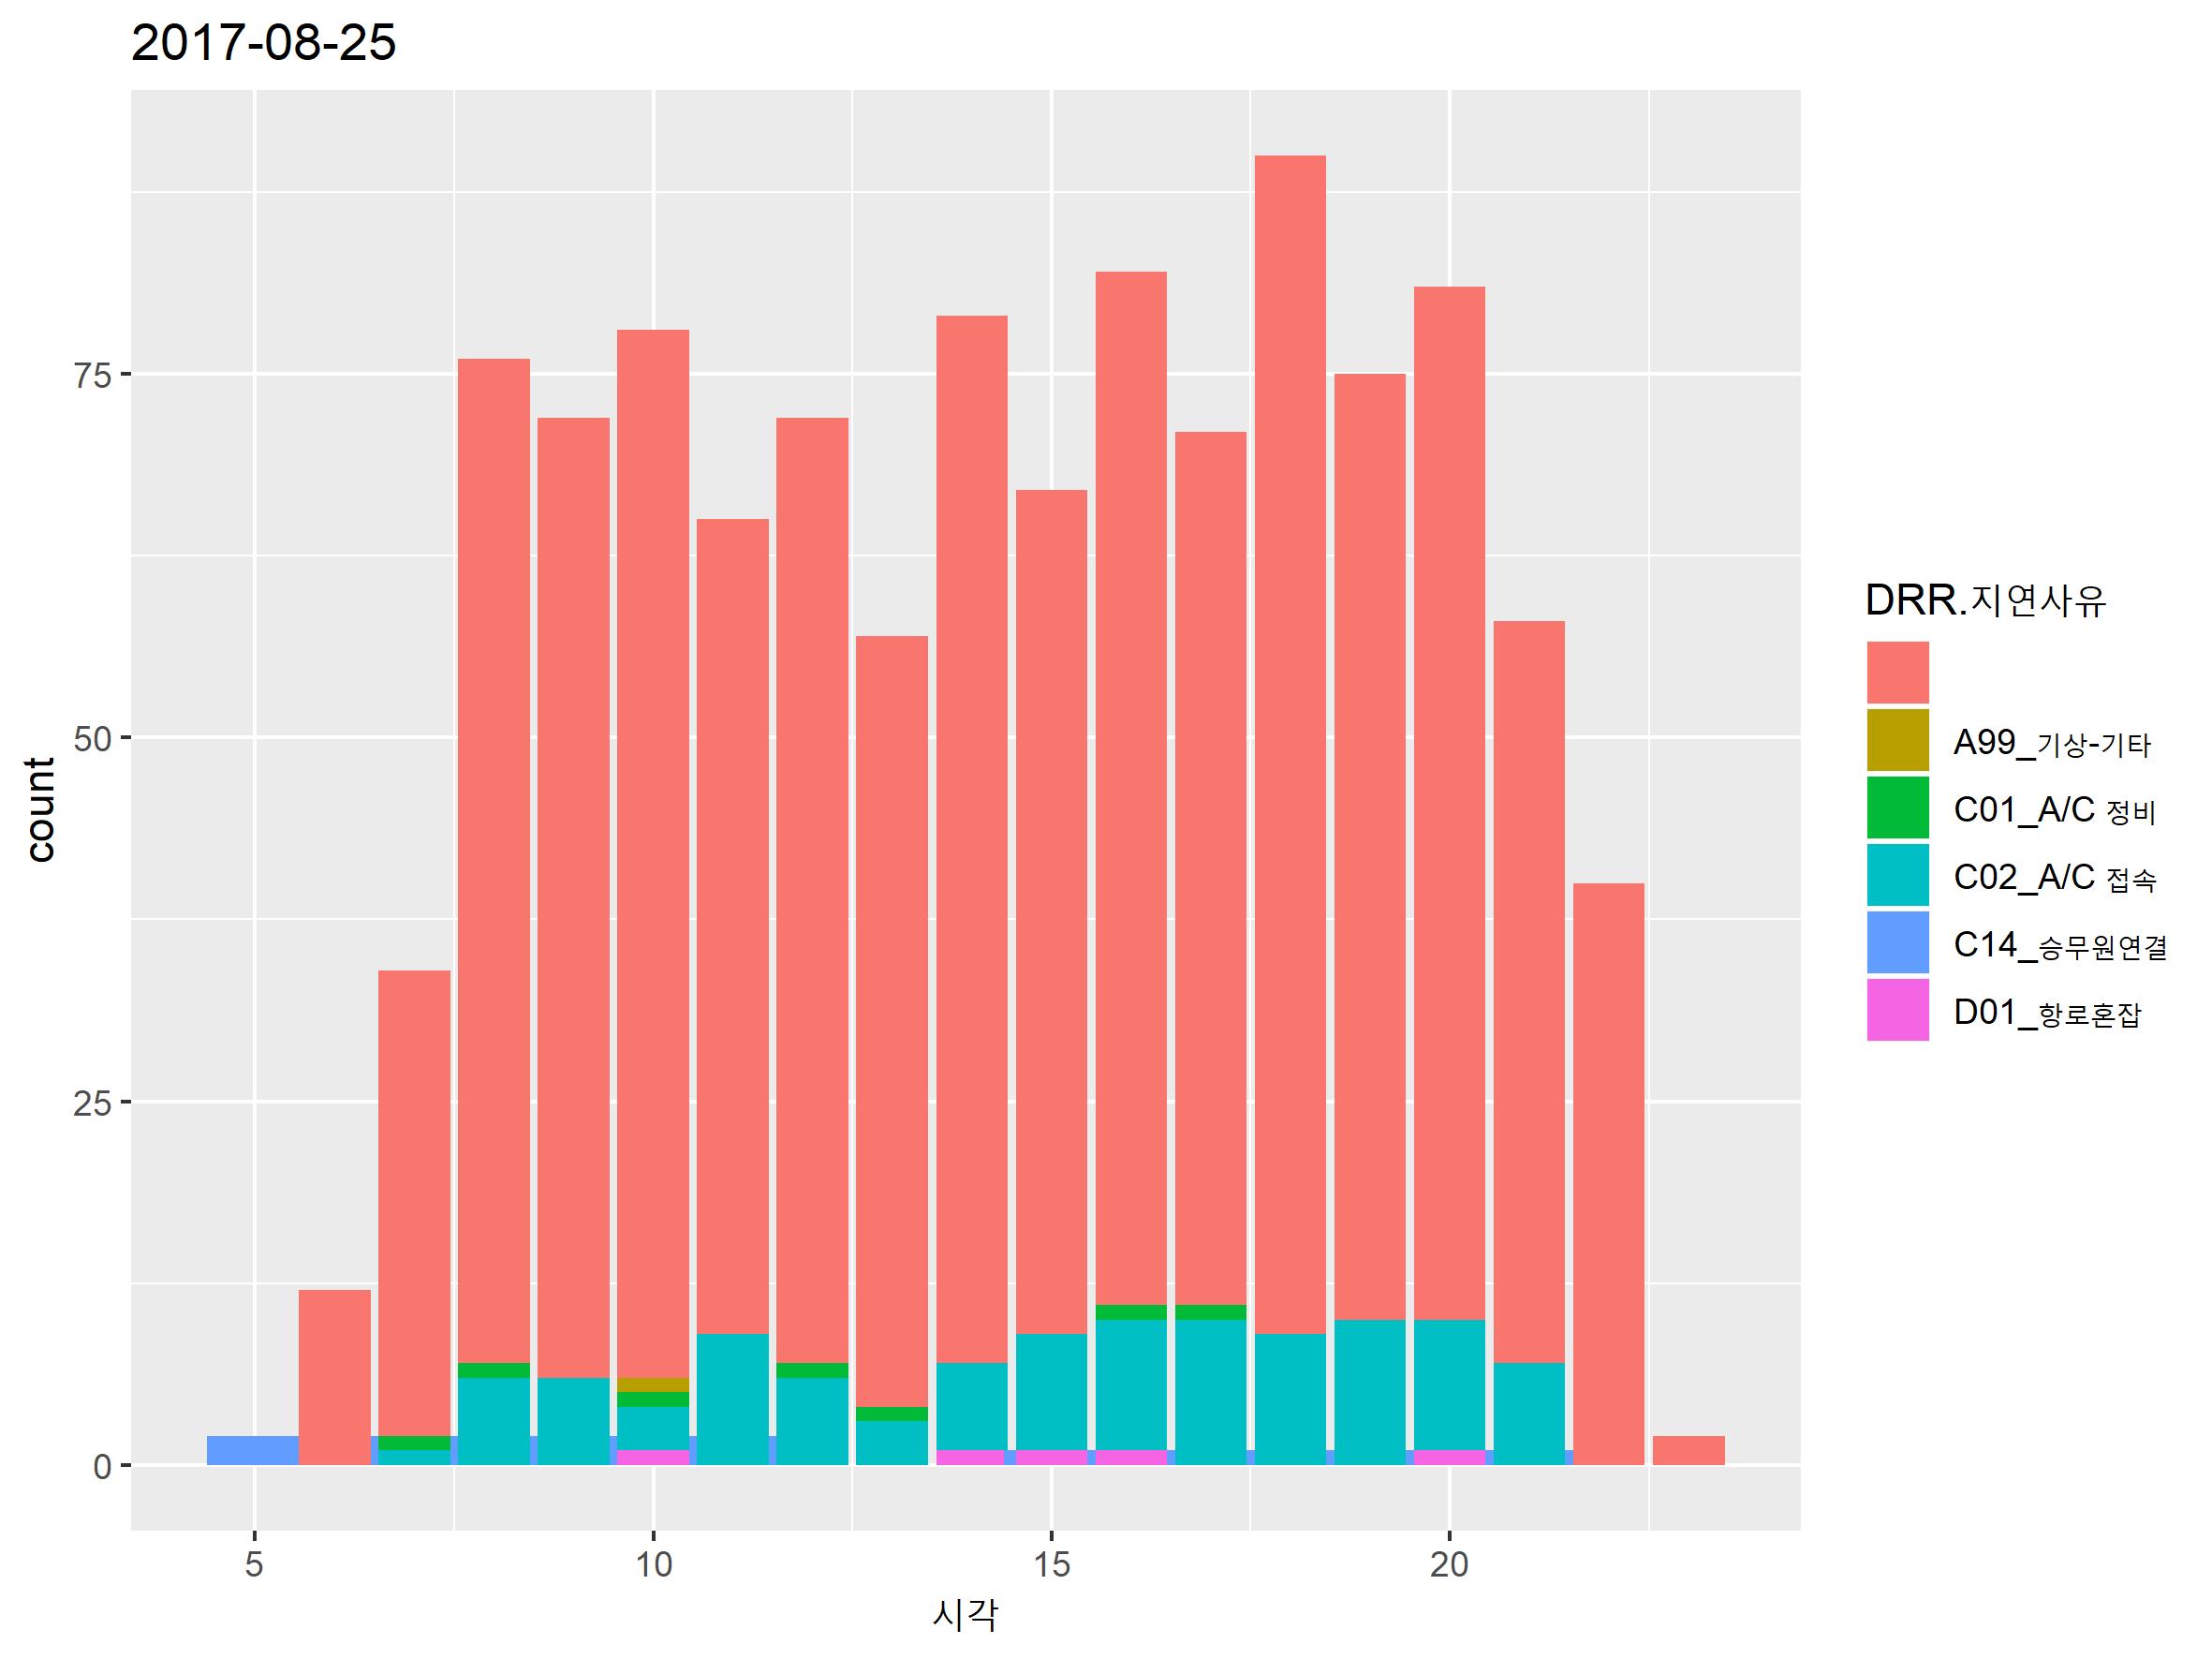 2017-08-25
75
50
25
0
count
5 10 15 20
시각
DRR.지연사유
A99_기상-기타
C01_A/C 정비
C02_A/C 접속
C14_승무원연결
D01_항로혼잡